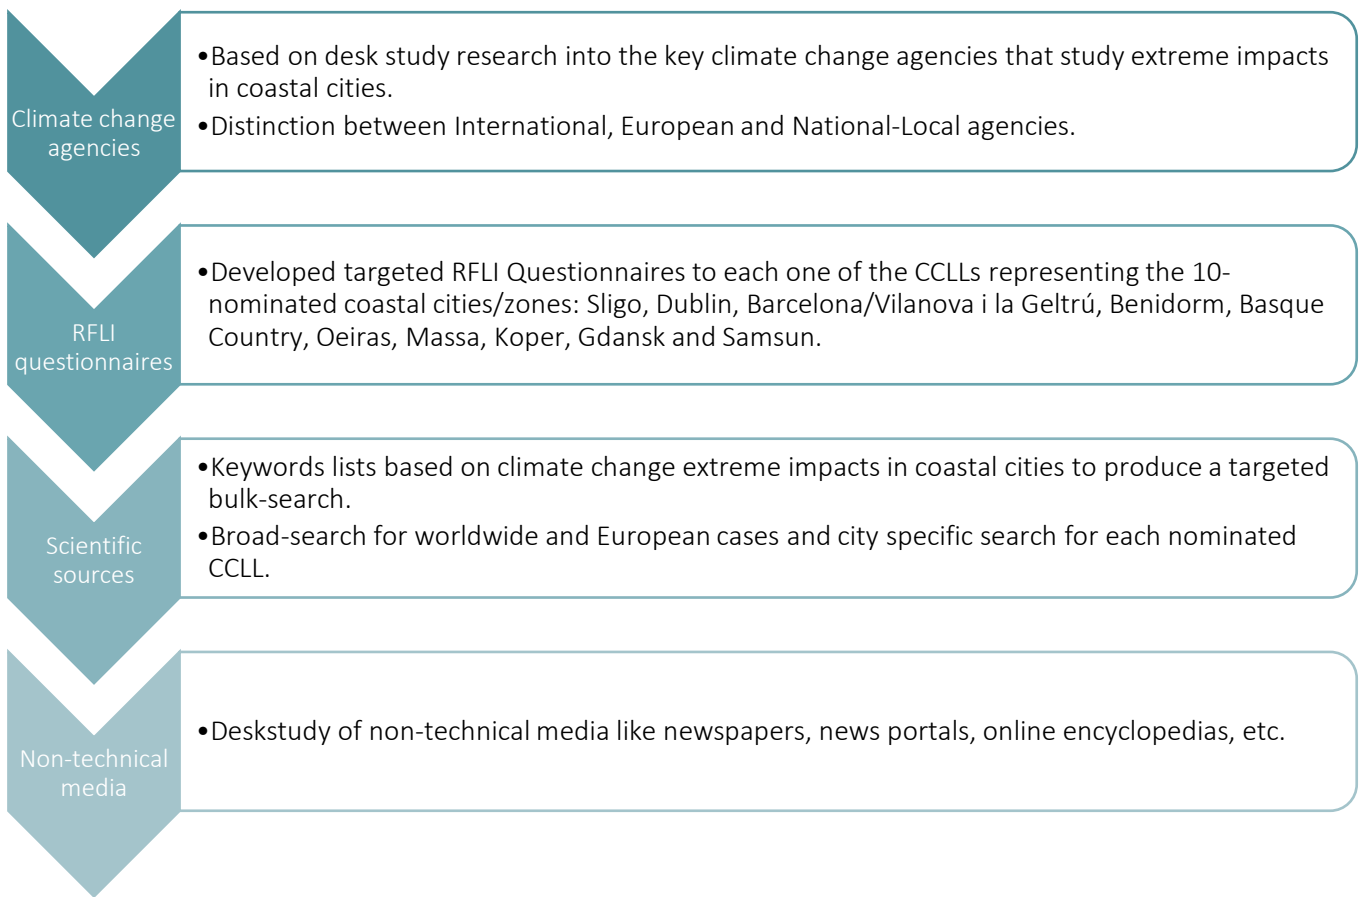 Climate change
agencies
•Based on desk study research into the key climate change agencies that study extreme impacts
in coastal cities.
•Distinction between International, European and National-Local agencies.
RFLI
questionnaires
•Developed targeted RFLI Questionnaires to each one of the CCLLs representing the 10-
nominated coastal cities/zones: Sligo, Dublin, Barcelona/Vilanova i la Geltrú, Benidorm, Basque
Country, Oeiras, Massa, Koper, Gdansk and Samsun.
Scientific
sources
•Keywords lists based on climate change extreme impacts in coastal cities to produce a targeted
bulk-search.
•Broad-search for worldwide and European cases and city specific search for each nominated
CCLL.
Non-technical
media
•Deskstudy of non-technical media like newspapers, news portals, online encyclopedias, etc.